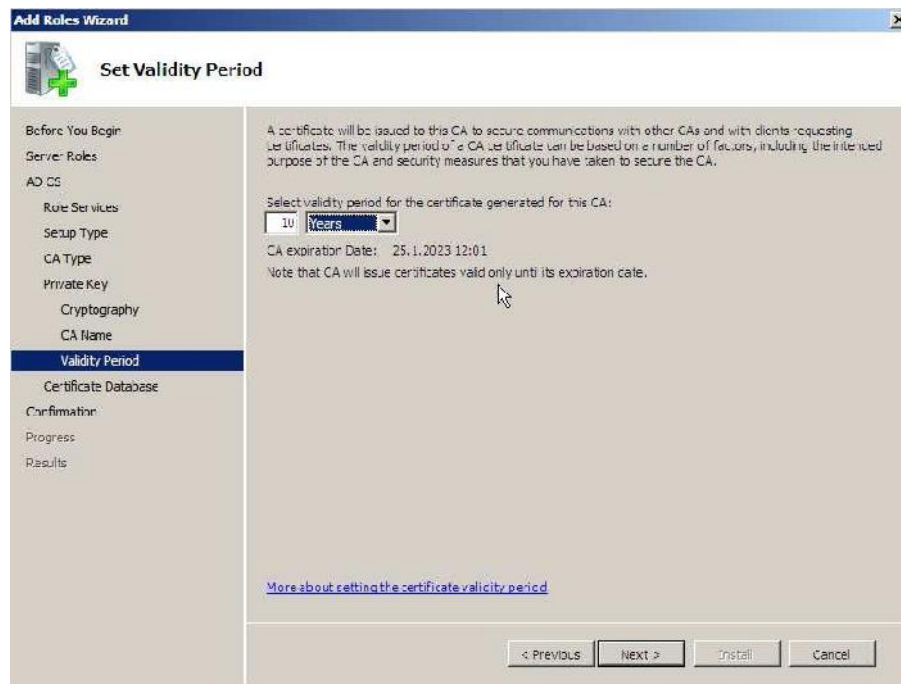 Add Roles Wizard
Set Validity Period
Before You Begin
Server Roles
AD CS
Role Services
Setup Type
CA Type
Private Key
Cryptography
CA Name
Validity Period
Certificate Database
Confirmation
Progress
Results
A certificate will be issued to this CA to secure communications with other CAs and with clients requesting
certificates. The validity period of a CA certificate can be based on a number of factors, including the intended
purpose of the CA and security measures that you have taken to secure the CA.
Select validity period for the certificate generated for this CA:
10 Years
CA expiration Date: 25.1.2023 12:01
Note that CA will issue certificates valid only until its expiration date.
More about setting the certificate validity period
< Previous Next > Install Cancel